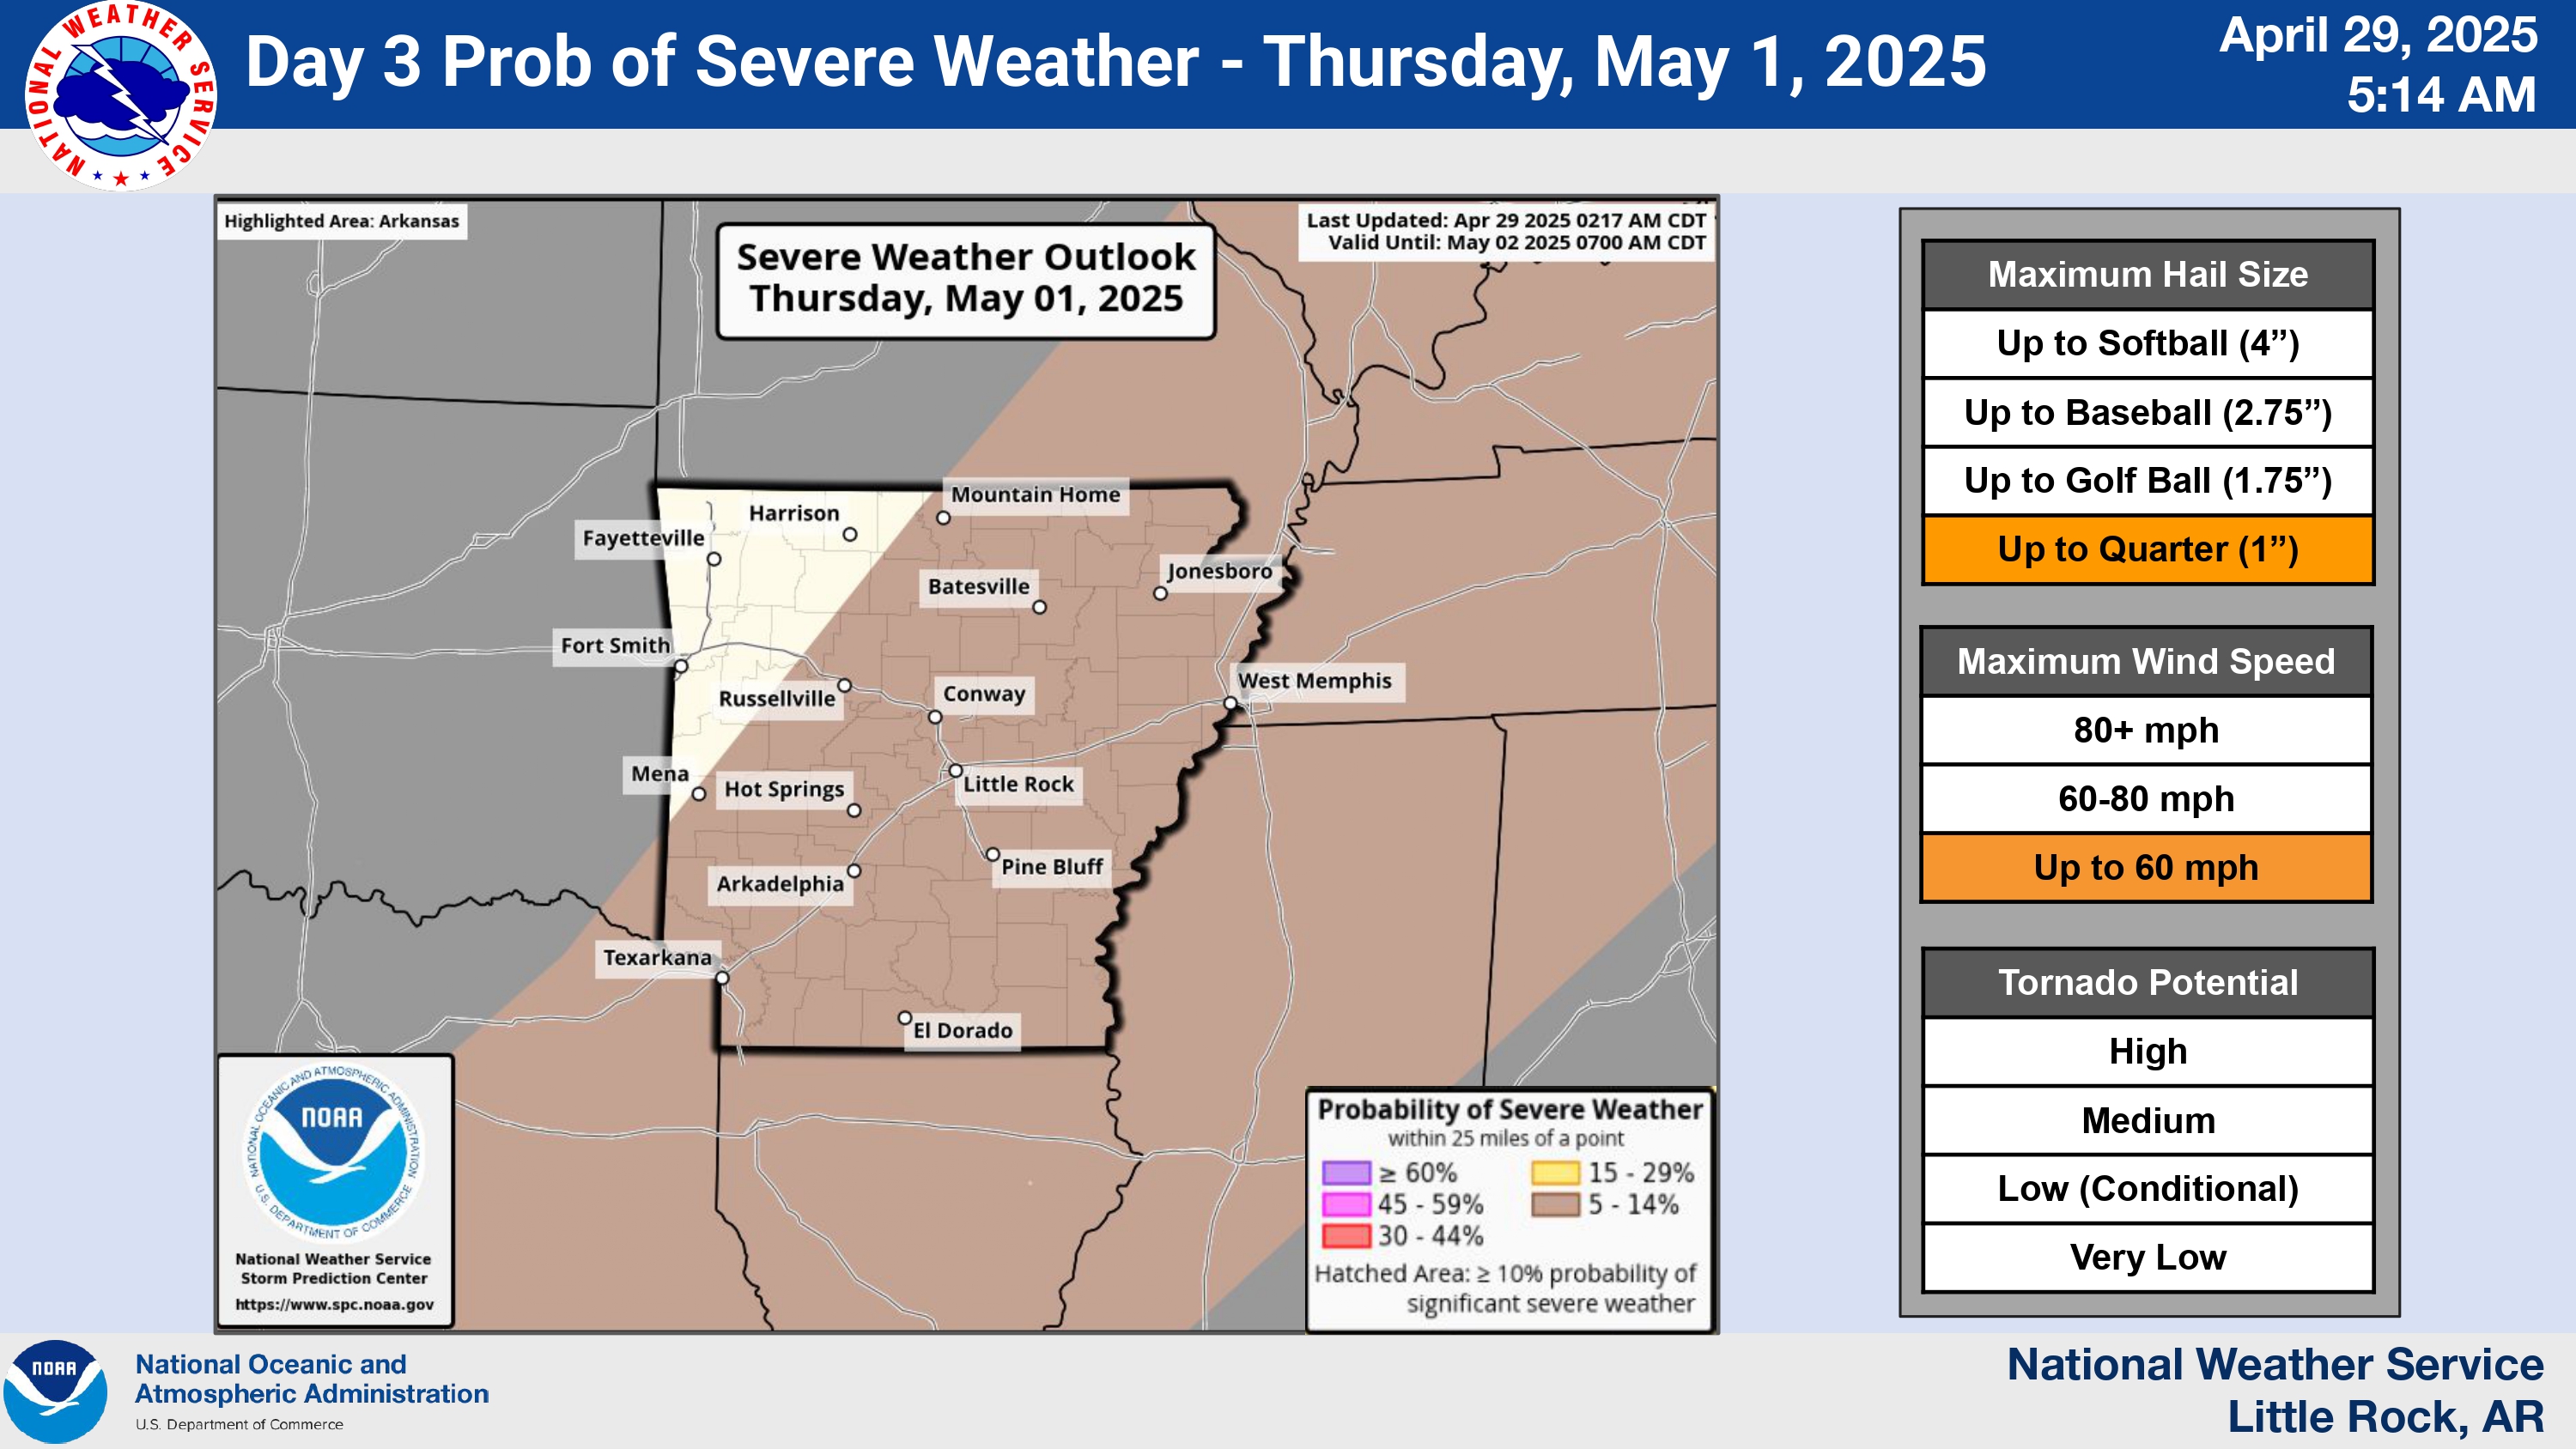 NATIONAL WEATHER SERVICE
Day 3 Prob of Severe Weather - Thursday, May 1, 2025
April 29, 2025
5:14 AM
Highlighted Area: Arkansas
Severe Weather Outlook
Thursday, May 01, 2025
Last Updated: Apr 29 2025 0217 AM CDT
Valid Until: May 02 2025 0700 AM CDT
Mountain Home
Harrison
Fayetteville
Jonesboro
Batesville
Fort Smith
West Memphis
Russellville
Conway
Mena
Hot Springs
Little Rock
Pine Bluff
Arkadelphia
Texarkana
El Dorado
NATIONAL OCEANIC AND ATMOSPHERIC ADMINISTRATION
U.S. DEPARTMENT OF COMMERCE
NOAA
National Weather Service
Storm Prediction Center
https://www.spc.noaa.gov
Probability of Severe Weather
within 25 miles of a point
≥ 60%
15 - 29%
45 - 59%
5 - 14%
30 - 44%
Hatched Area: ≥ 10% probability of
significant severe weather
Maximum Hail Size
Up to Softball (4”)
Up to Baseball (2.75”)
Up to Golf Ball (1.75”)
Up to Quarter (1”)
Maximum Wind Speed
80+ mph
60-80 mph
Up to 60 mph
Tornado Potential
High
Medium
Low (Conditional)
Very Low
NOAA
National Oceanic and
Atmospheric Administration
U.S. Department of Commerce
National Weather Service
Little Rock, AR